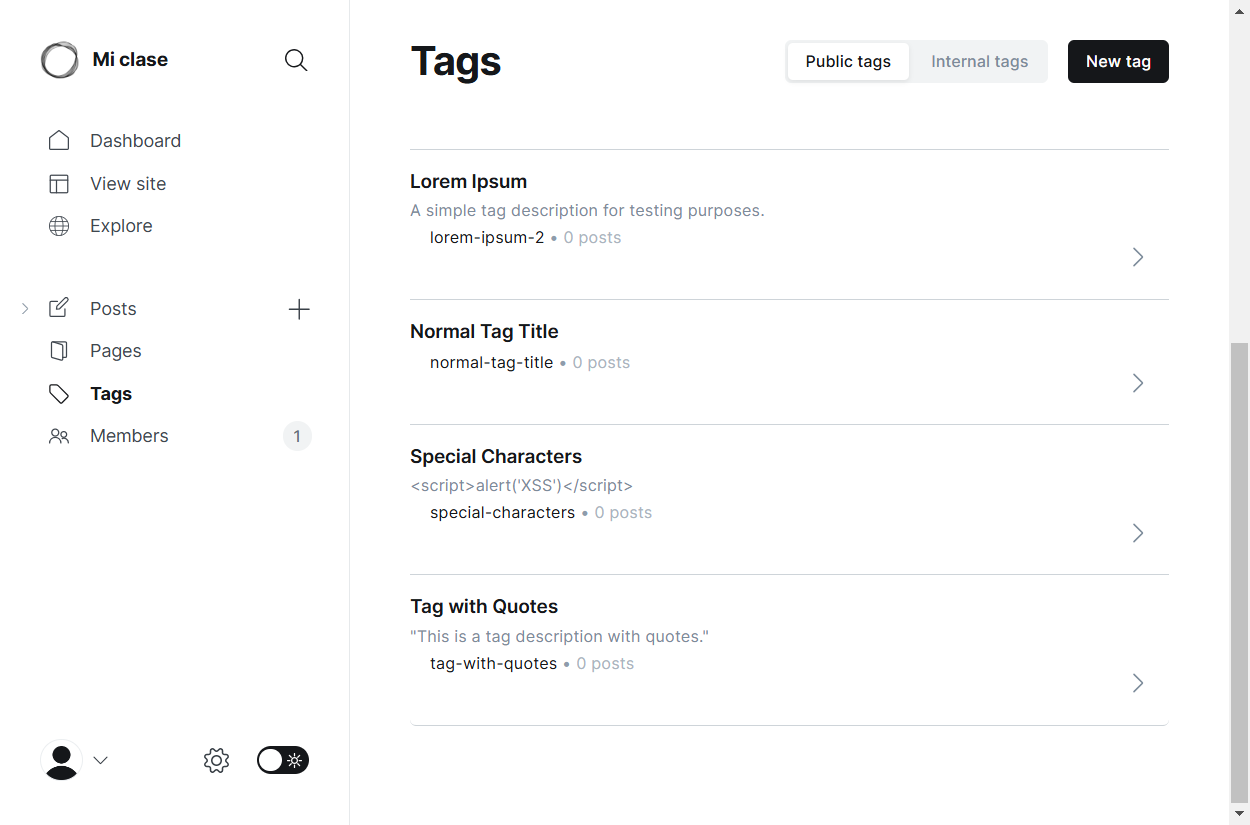 Mi clase
Dashboard
View site
Explore
Posts
Pages
Tags
Members
1
Tags
Public tags
Internal tags
New tag
Lorem Ipsum
A simple tag description for testing purposes.
lorem-ipsum-2 • 0 posts
Normal Tag Title
normal-tag-title • 0 posts
Special Characters
<script>alert('XSS')</script>
special-characters • 0 posts
Tag with Quotes
"This is a tag description with quotes."
tag-with-quotes • 0 posts